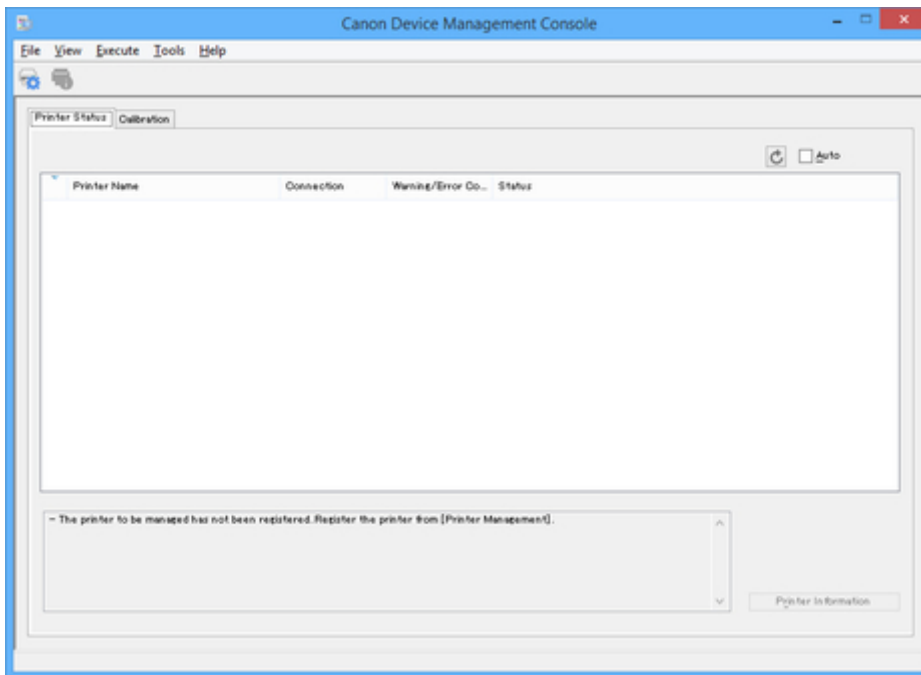 Canon Device Management Console
File View Execute Tools Help
Printer Status Calibration
Auto
Printer Name Connection Warning/Error Co... Status
- The printer to be managed has not been registered.Register the printer from [Printer Management].
Printer Information